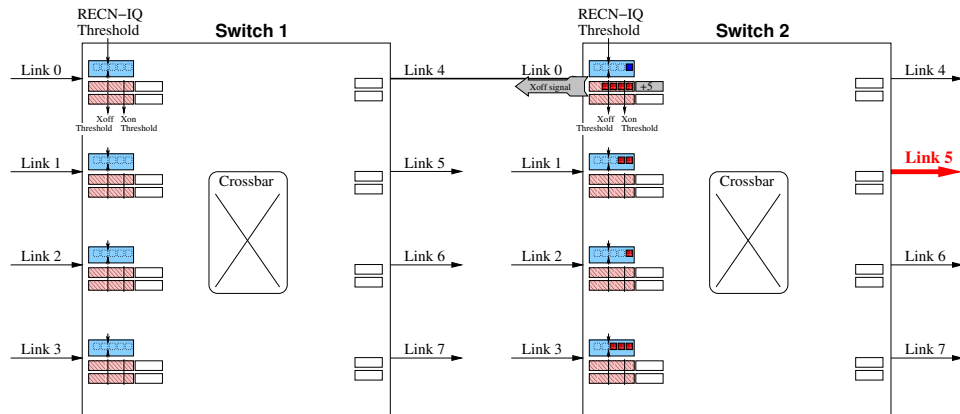 RECN−IQ
Threshold
Switch 1
Link 0
Xoff
Threshold
Xon
Threshold
Link 1
Link 2
Link 3
Crossbar
Link 4
Link 5
Link 6
Link 7
RECN−IQ
Threshold
Switch 2
Link 0
Xoff signal
+5
Xoff
Threshold
Xon
Threshold
Link 1
Link 2
Link 3
Crossbar
Link 4
Link 5
Link 6
Link 7